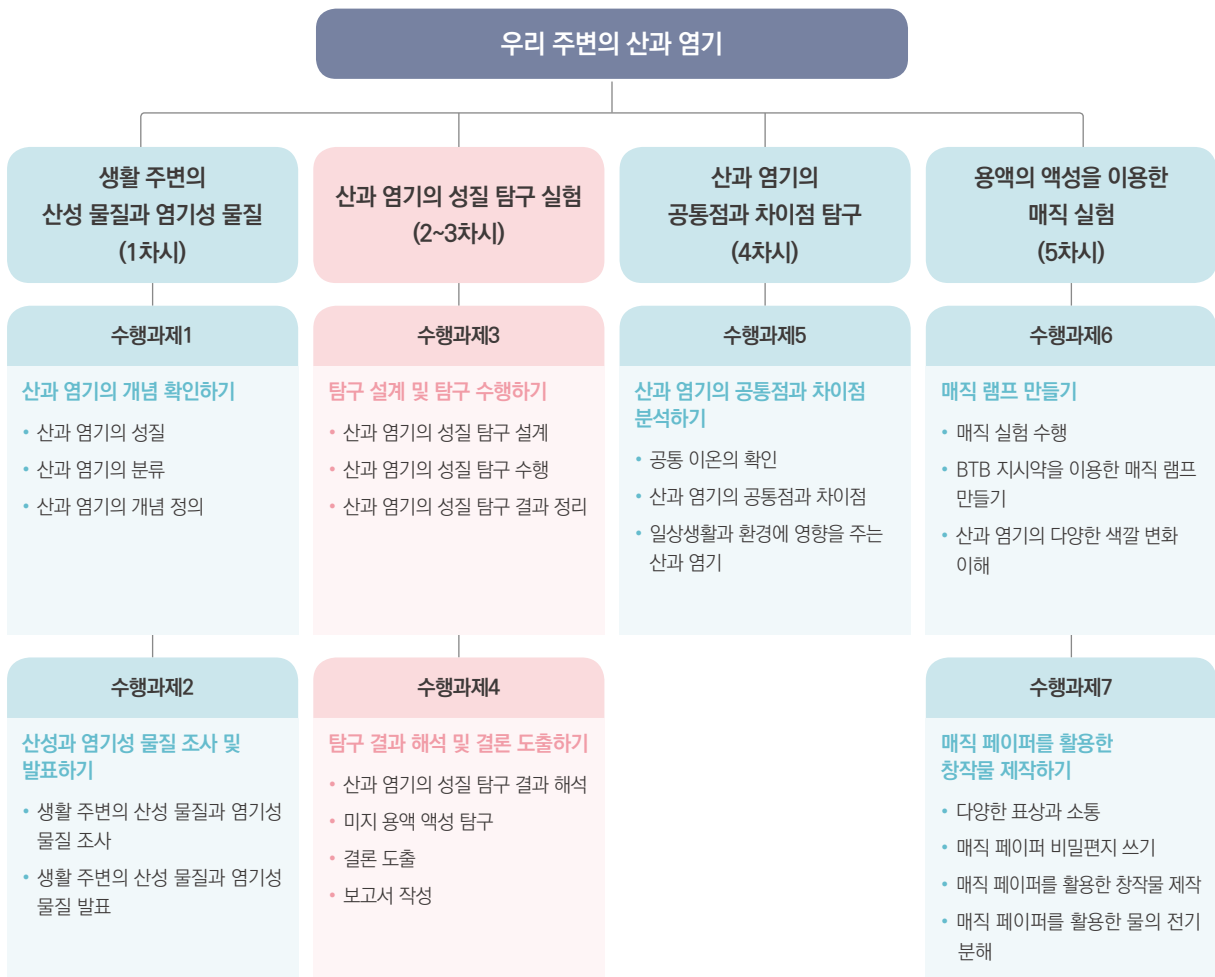 우리 주변의 산과 염기
생활 주변의
산성 물질과 염기성 물질
(1차시)
수행과제1
산과 염기의 개념 확인하기
• 산과 염기의 성질
• 산과 염기의 분류
• 산과 염기의 개념 정의
수행과제2
산성과 염기성 물질 조사 및
발표하기
• 생활 주변의 산성 물질과 염기성
물질 조사
• 생활 주변의 산성 물질과 염기성
물질 발표
산과 염기의 성질 탐구 실험
(2~3차시)
수행과제3
탐구 설계 및 탐구 수행하기
• 산과 염기의 성질 탐구 설계
• 산과 염기의 성질 탐구 수행
• 산과 염기의 성질 탐구 결과 정리
수행과제4
탐구 결과 해석 및 결론 도출하기
• 산과 염기의 성질 탐구 결과 해석
• 미지 용액 액성 탐구
• 결론 도출
• 보고서 작성
산과 염기의
공통점과 차이점 탐구
(4차시)
수행과제5
산과 염기의 공통점과 차이점
분석하기
• 공통 이온의 확인
• 산과 염기의 공통점과 차이점
• 일상생활과 환경에 영향을 주는
산과 염기
용액의 액성을 이용한
매직 실험
(5차시)
수행과제6
매직 램프 만들기
• 매직 실험 수행
• BTB 지시약을 이용한 매직 램프
만들기
• 산과 염기의 다양한 색깔 변화
이해
수행과제7
매직 페이퍼를 활용한
창작물 제작하기
• 다양한 표상과 소통
• 매직 페이퍼 비밀편지 쓰기
• 매직 페이퍼를 활용한 창작물 제작
• 매직 페이퍼를 활용한 물의 전기
분해